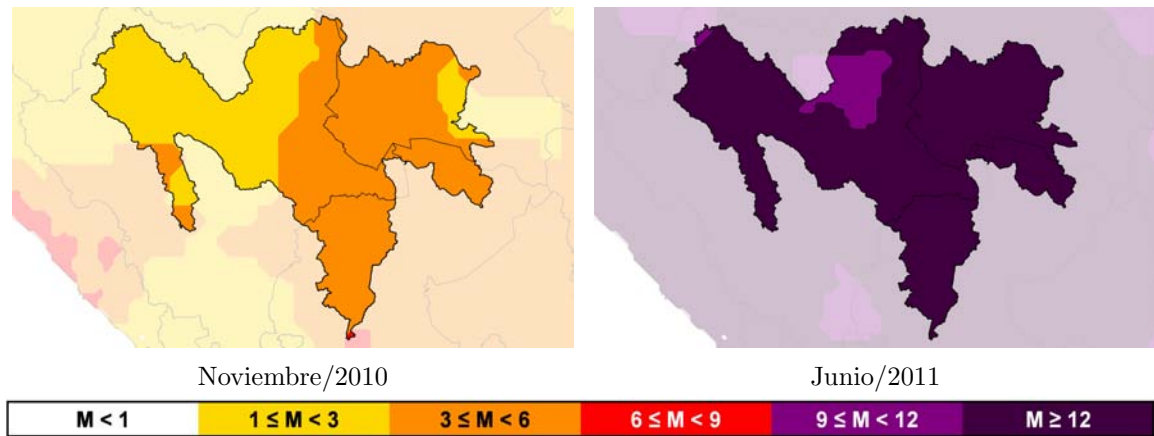 Noviembre/2010 Junio/2011
M < 1 1 ≤ M < 3 3 ≤ M < 6 6 ≤ M < 9 9 ≤ M < 12 M ≥ 12